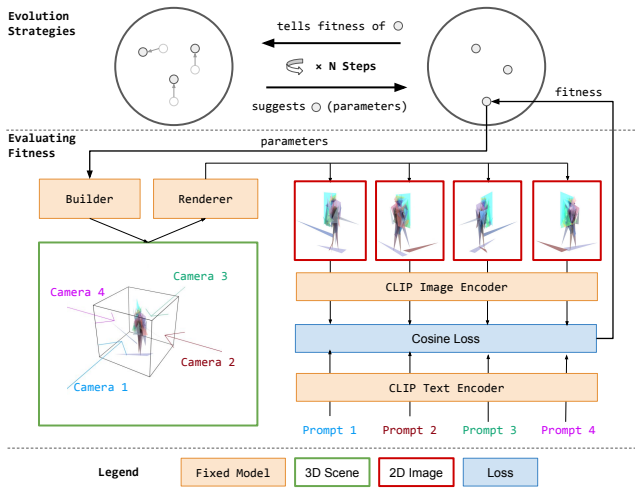 Evolution
Strategies
tells fitness of
× N Steps
suggests (parameters)
fitness
Evaluating
Fitness
parameters
Builder
Renderer
Camera 3
Camera 4
Camera 2
Camera 1
CLIP Image Encoder
Cosine Loss
CLIP Text Encoder
Prompt 1 Prompt 2 Prompt 3 Prompt 4
Legend Fixed Model 3D Scene 2D Image Loss